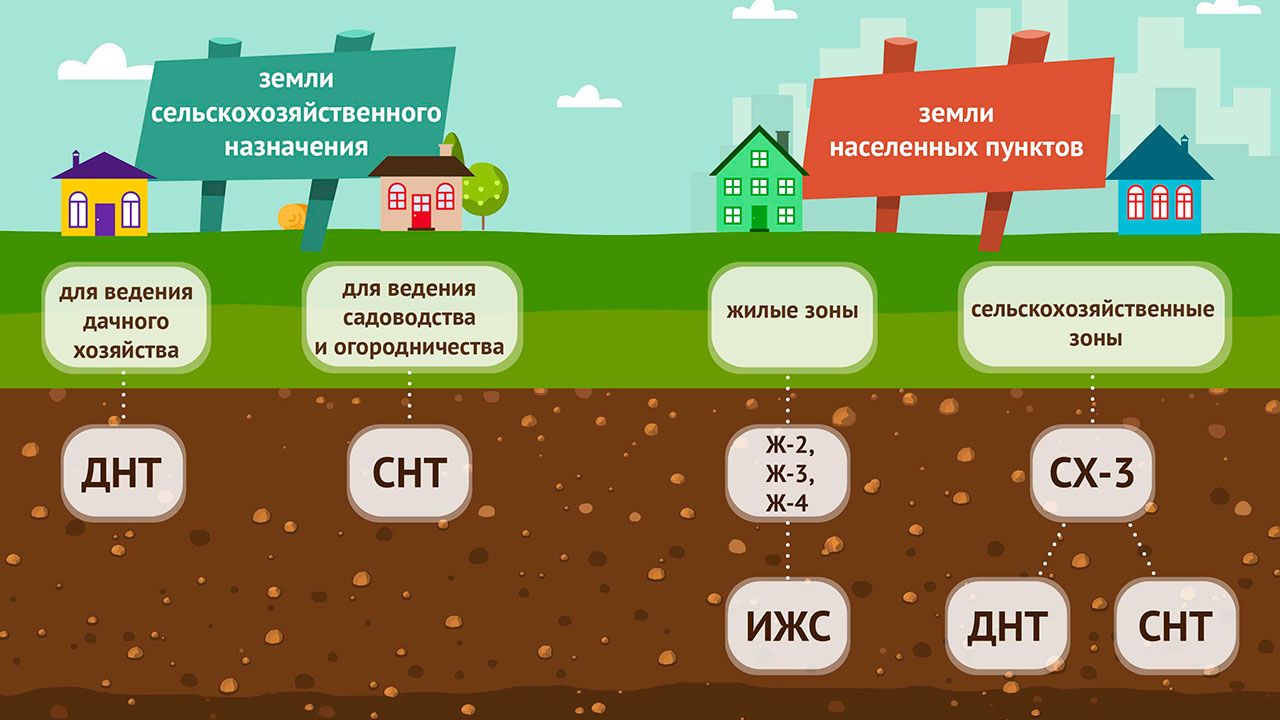 земли
сельскохозяйственного
назначения
земли
населенных пунктов
для ведения
дачного
хозяйства
для ведения
садоводства
и огородничества
жилые зоны
сельскохозяйственные
зоны
ДНТ
СНТ
Ж-2,
Ж-3,
Ж-4
СХ-3
ИЖС
ДНТ
СНТ